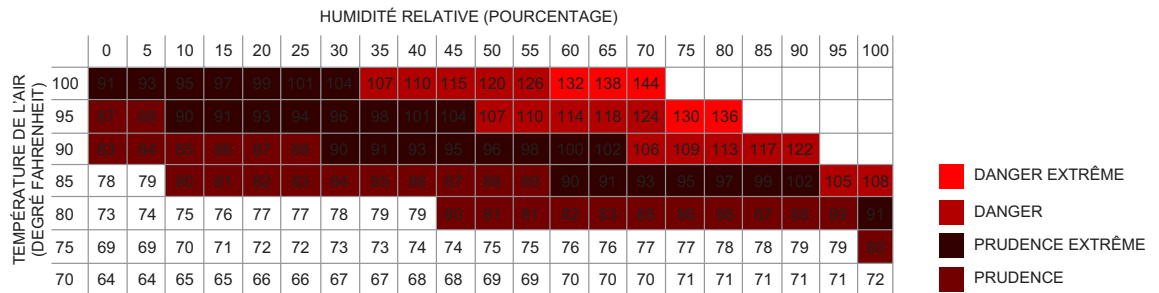 HUMIDITÉ RELATIVE (POURCENTAGE)
TEMPÉRATURE DE L'AIR
(DEGRÉ FAHRENHEIT)
0 5 10 15 20 25 30 35 40 45 50 55 60 65 70 75 80 85 90 95 100
100 91 93 95 97 99 101 104 107 110 115 120 126 132 138 144
95 87 88 90 91 93 94 96 98 101 104 107 110 114 118 124 130 136
90 83 84 85 86 87 88 90 91 93 95 96 98 100 102 106 109 113 117 122
85 78 79 80 81 82 83 84 85 86 87 88 89 90 91 93 95 97 99 102 105 108
80 73 74 75 76 77 77 78 79 79 80 81 81 82 83 85 86 86 87 88 89 91
75 69 69 70 71 72 72 73 73 74 74 75 75 76 76 77 77 78 78 79 79 80
70 64 64 65 65 66 66 67 67 68 68 69 69 70 70 70 71 71 71 71 71 72
DANGER EXTRÊME
DANGER
PRUDENCE EXTRÊME
PRUDENCE